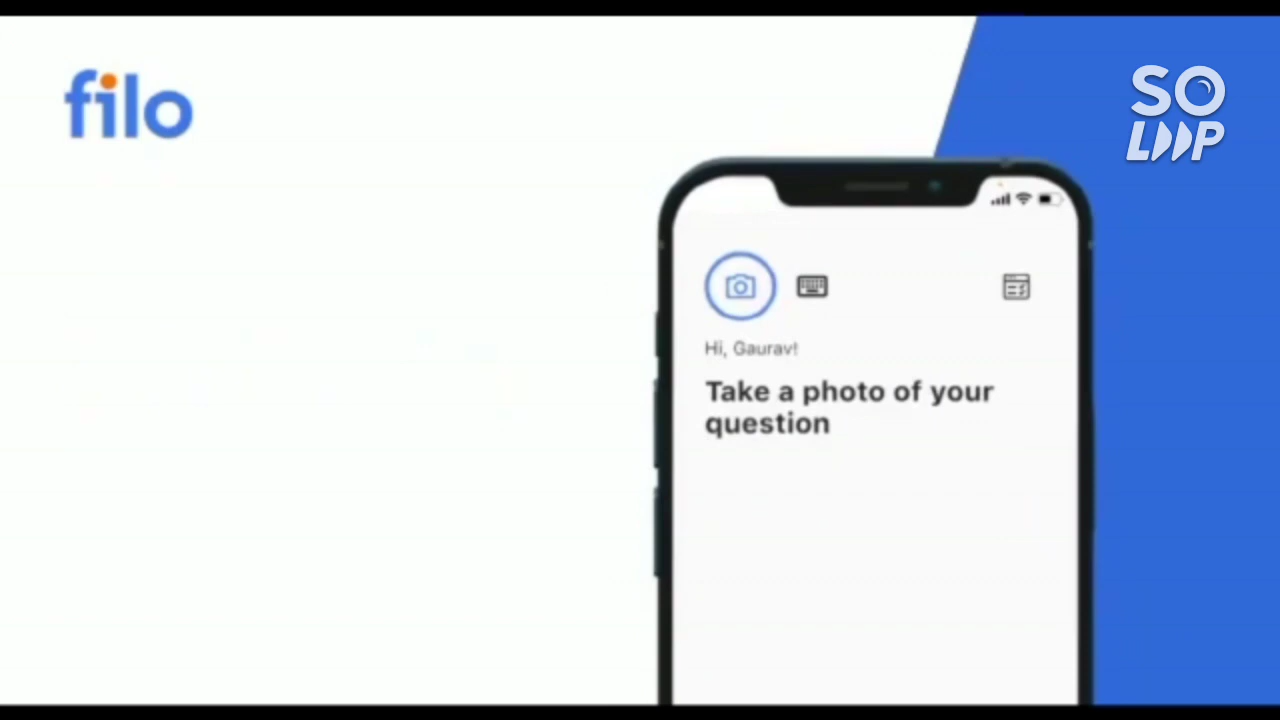 filo
SO
LOOP
Hi, Gaurav!
Take a photo of your
question